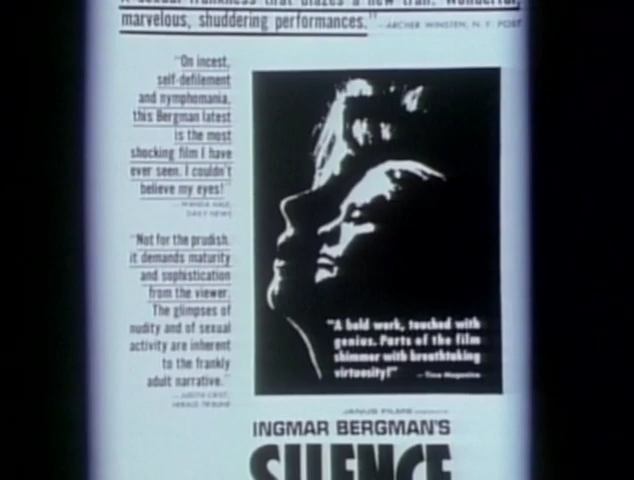 A sexual frankness that blazes a new trail. Wonderful,
marvelous, shuddering performances." —ARCHER WINSTEN, N. Y. POST
"On incest,
self-defilement
and nymphomania,
this Bergman latest
is the most
shocking film I have
ever seen. I couldn't
believe my eyes!"
— WANDA HALE,
DAILY NEWS
"Not for the prudish.
it demands maturity
and sophistication
from the viewer.
The glimpses of
nudity and of sexual
activity are inherent
to the frankly
adult narrative."
— JUDITH CRIST,
HERALD TRIBUNE
"A bold work, touched with
genius. Parts of the film
shimmer with breathtaking
virtuosity!" — Time Magazine
JANUS FILMS presents
INGMAR BERGMAN'S
SILENCE